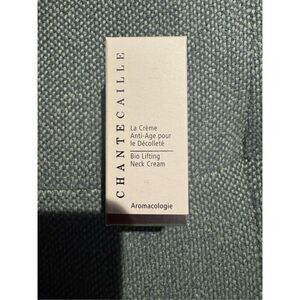 CHANTECAILLE
La Crème
Anti-Age pour
le Décolleté
Bio Lifting
Neck Cream
Aromacologie